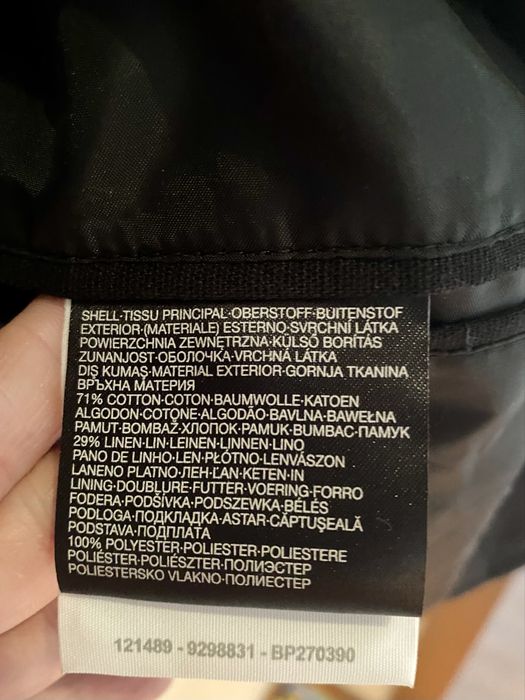 SHELL·TISSU PRINCIPAL·OBERSTOFF·BUITENSTOF
EXTERIOR·(MATERIALE) ESTERNO·SVRCHNÍ LÁTKA
POWIERZCHNIA ZEWNĘTRZNA·KÜLSŐ BORÍTÁS
ZUNANJOST·ОБОЛОЧКА·VRCHNÁ LÁTKA
DIŞ KUMAŞ·MATERIAL EXTERIOR·GORNJA TKANINA
ВРЪХНА МАТЕРИЯ
71% COTTON·COTON·BAUMWOLLE·KATOEN
ALGODON·COTONE·ALGODÃO·BAVLNA·BAWEŁNA
PAMUT·BOMBAŽ·ХЛОПОК·PAMUK·BUMBAC·ПАМУК
29% LINEN·LIN·LEINEN·LINNEN·LINO
PANO DE LINHO·LEN·PŁÓTNO·LENVÁSZON
LANENO PLATNO·ЛЕН·ĽAN·KETEN·IN
LINING·DOUBLURE·FUTTER·VOERING·FORRO
FODERA·PODŠÍVKA·PODSZEWKA·BÉLÉS
PODLOGA·ПОДКЛАДКА·ASTAR·CĂPTUŞEALĂ
PODSTAVA·ПОДПЛАТА
100% POLYESTER·POLIESTER·POLIESTERE
POLIÉSTER·POLIÉSZTER·ПОЛИЭСТЕР
POLIESTERSKO VLAKNO·ПОЛИЕСТЕР
121489 - 9298831 - BP270390